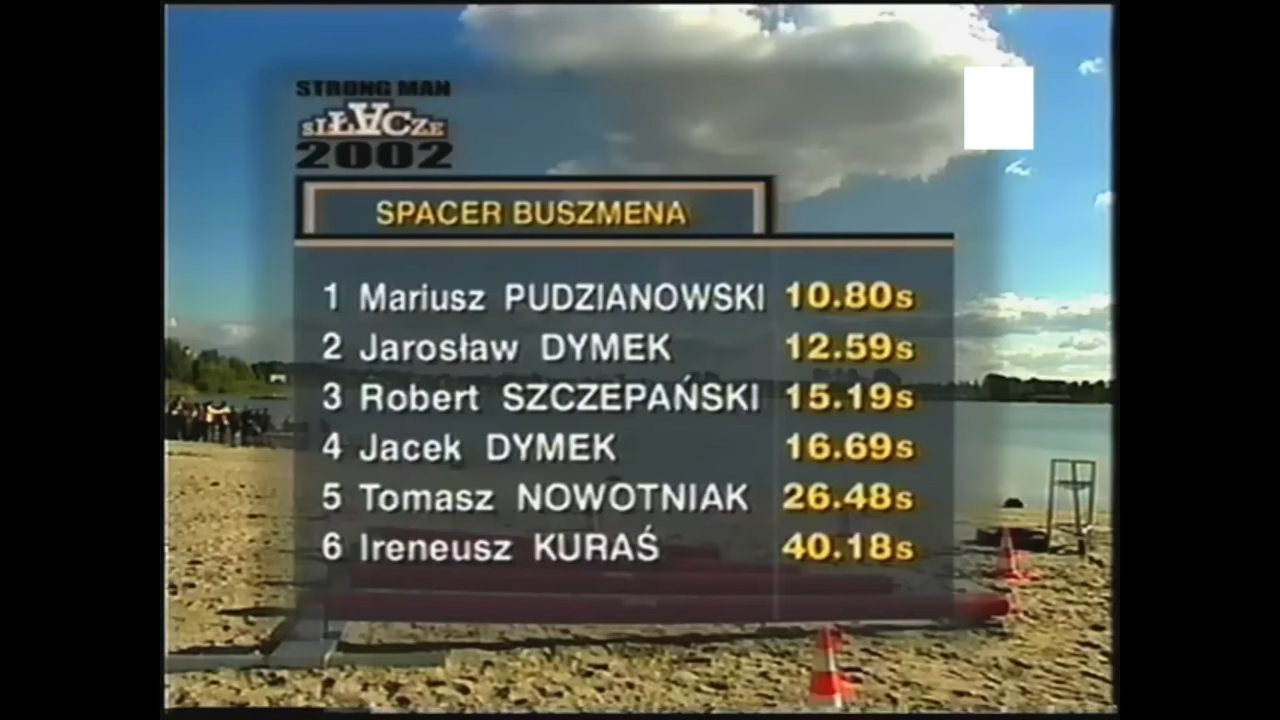 STRONG MAN
SIŁACZE
2002
SPACER BUSZMENA
1 Mariusz PUDZIANOWSKI 10.80s
2 Jarosław DYMEK 12.59s
3 Robert SZCZEPAŃSKI 15.19s
4 Jacek DYMEK 16.69s
5 Tomasz NOWOTNIAK 26.48s
6 Ireneusz KURAŚ 40.18s